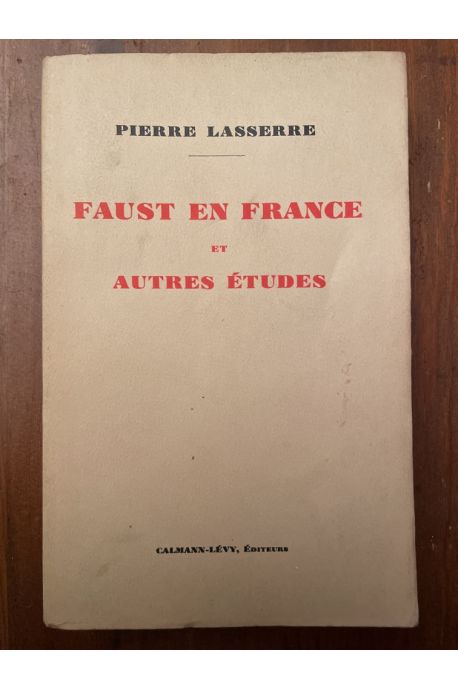 PIERRE LASSERRE
FAUST EN FRANCE
ET
AUTRES ÉTUDES
CALMANN-LÉVY, ÉDITEURS